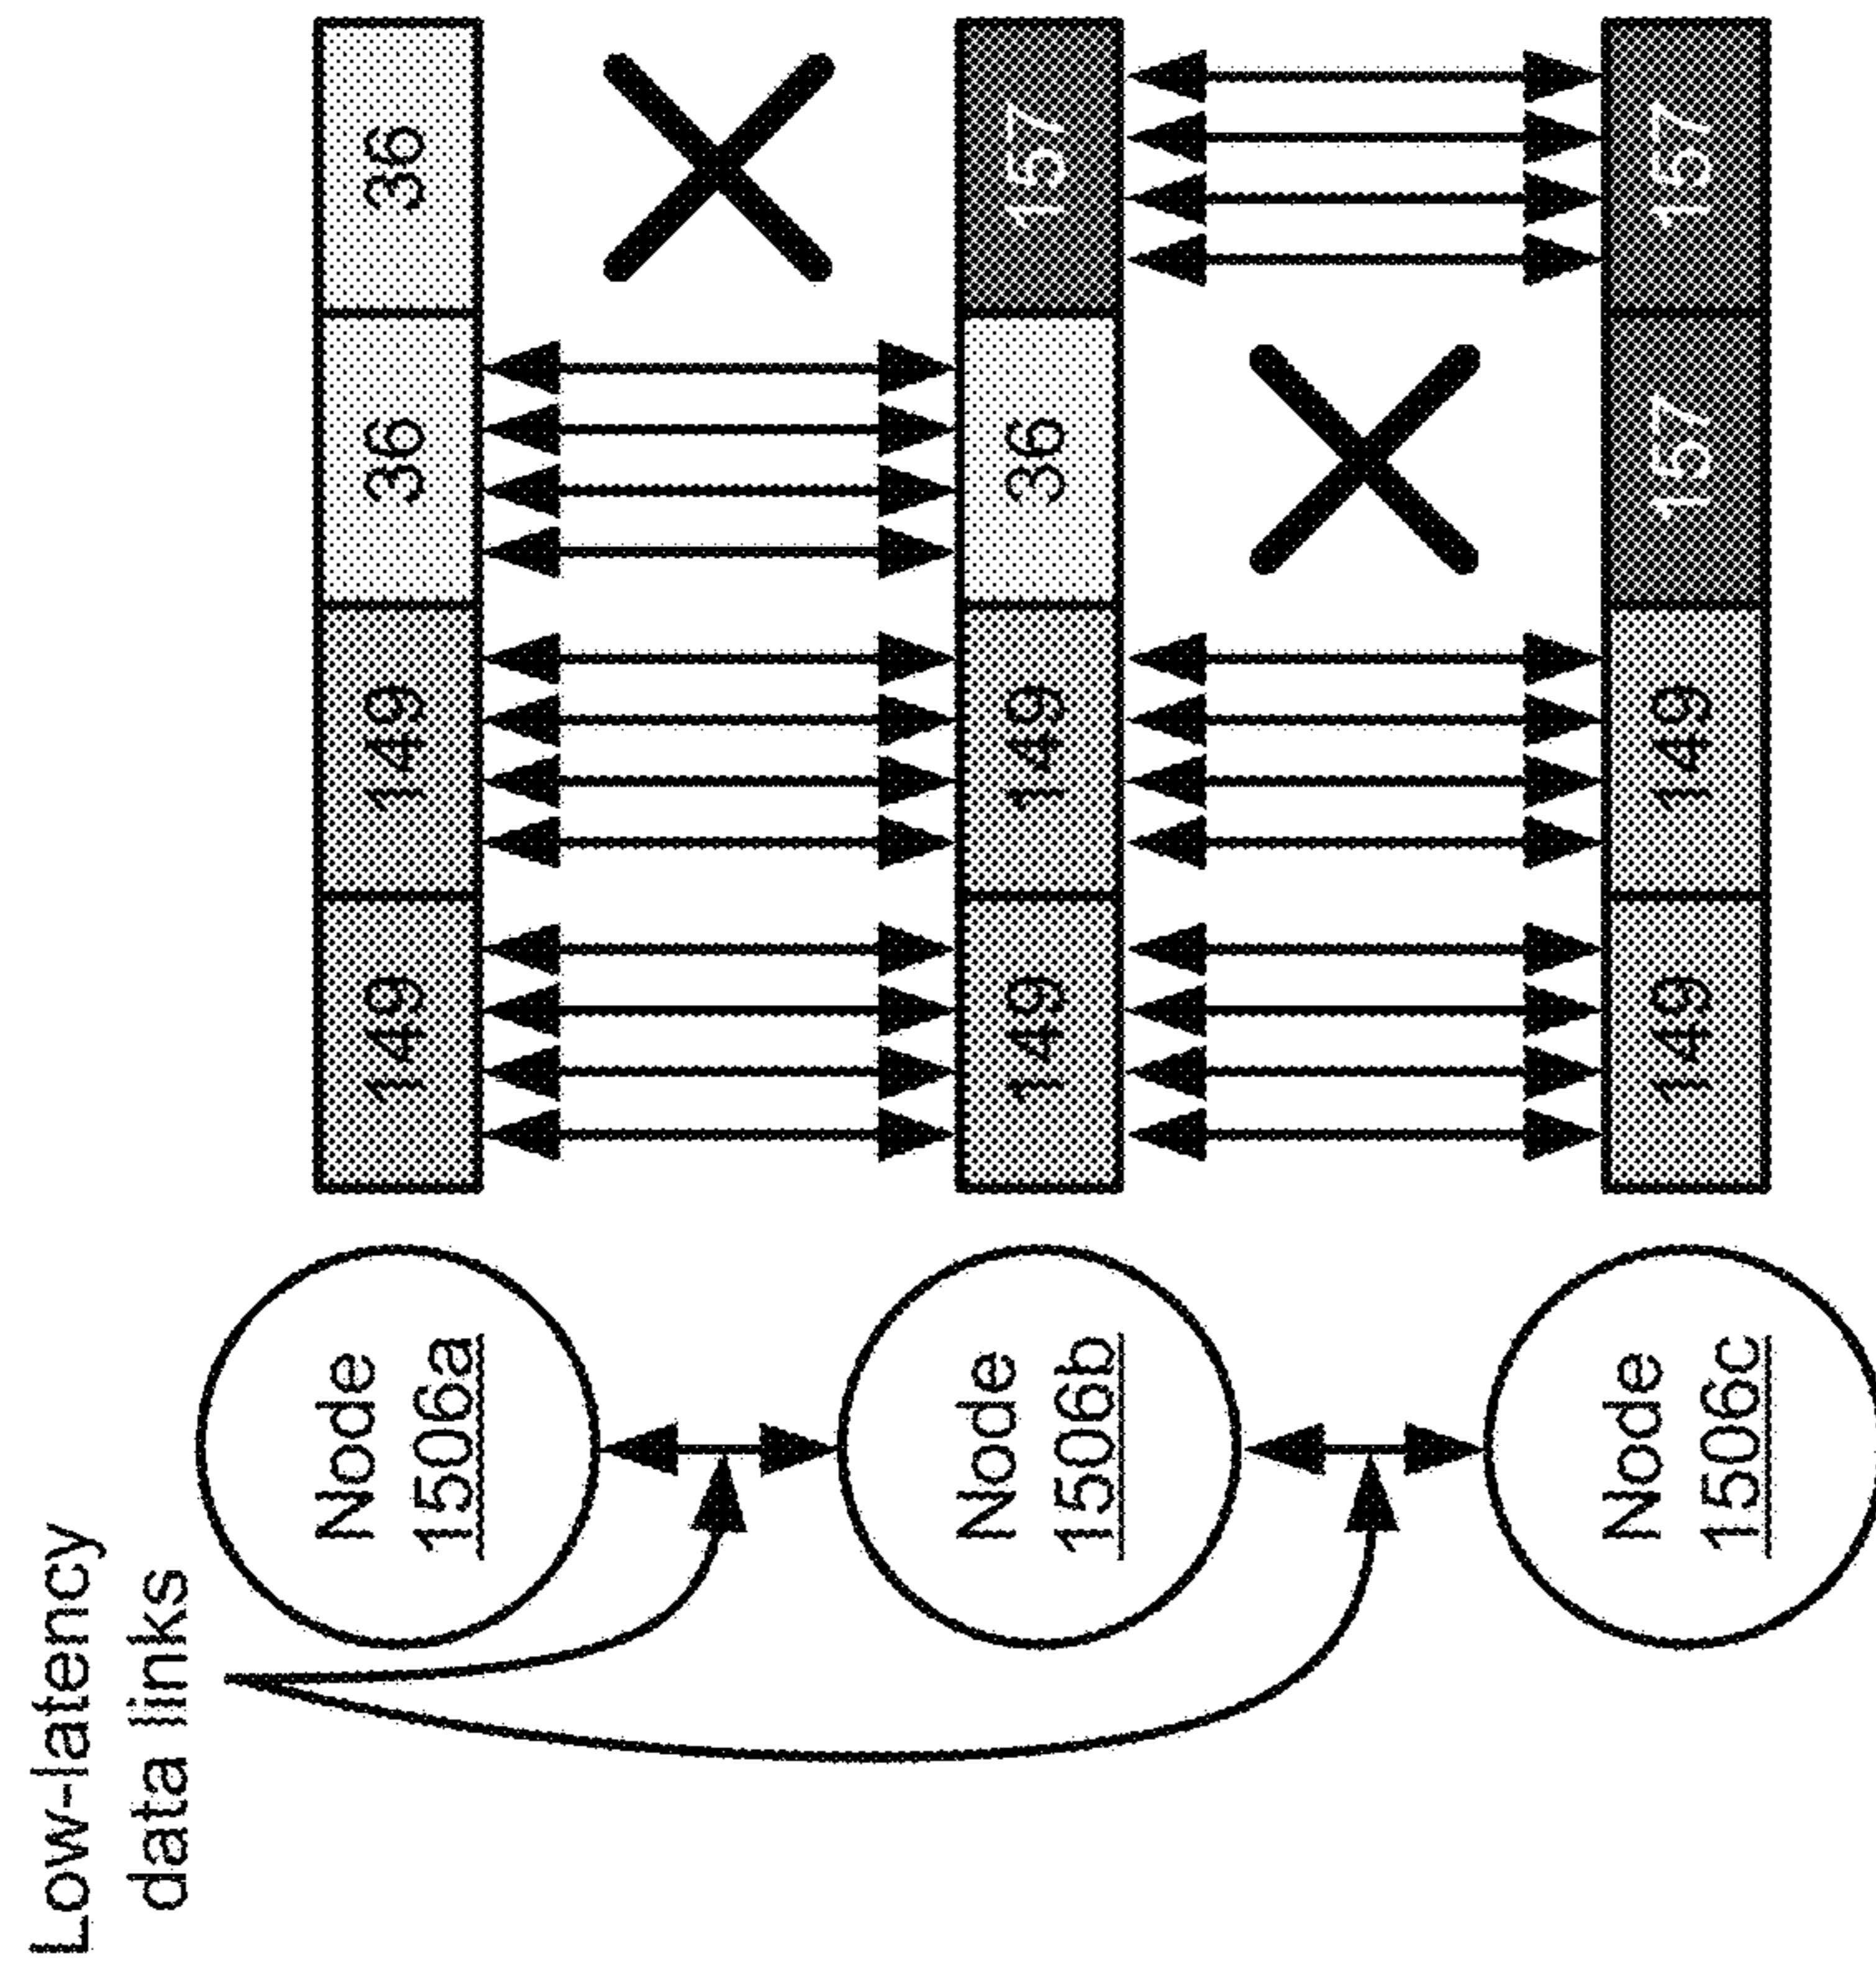 Low-latency
data links
Node
1506a
149 149 36 36
Node
1506b
149 149 36 157
Node
1506c
149 149 157 157